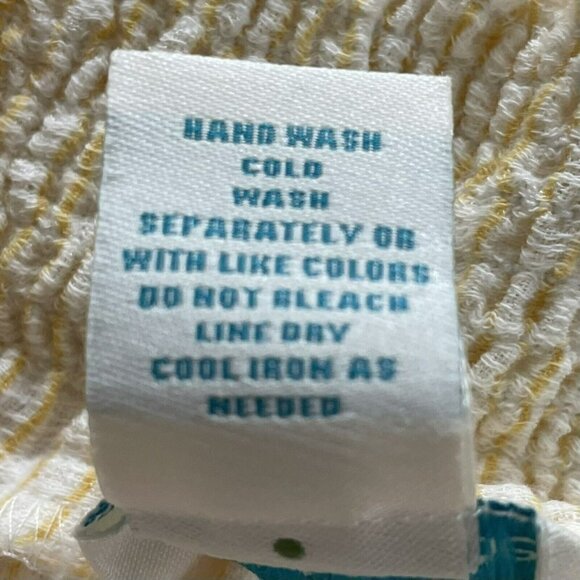 HAND WASH
COLD
WASH
SEPARATELY OR
WITH LIKE COLORS
DO NOT BLEACH
LINE DRY
COOL IRON AS
NEEDED